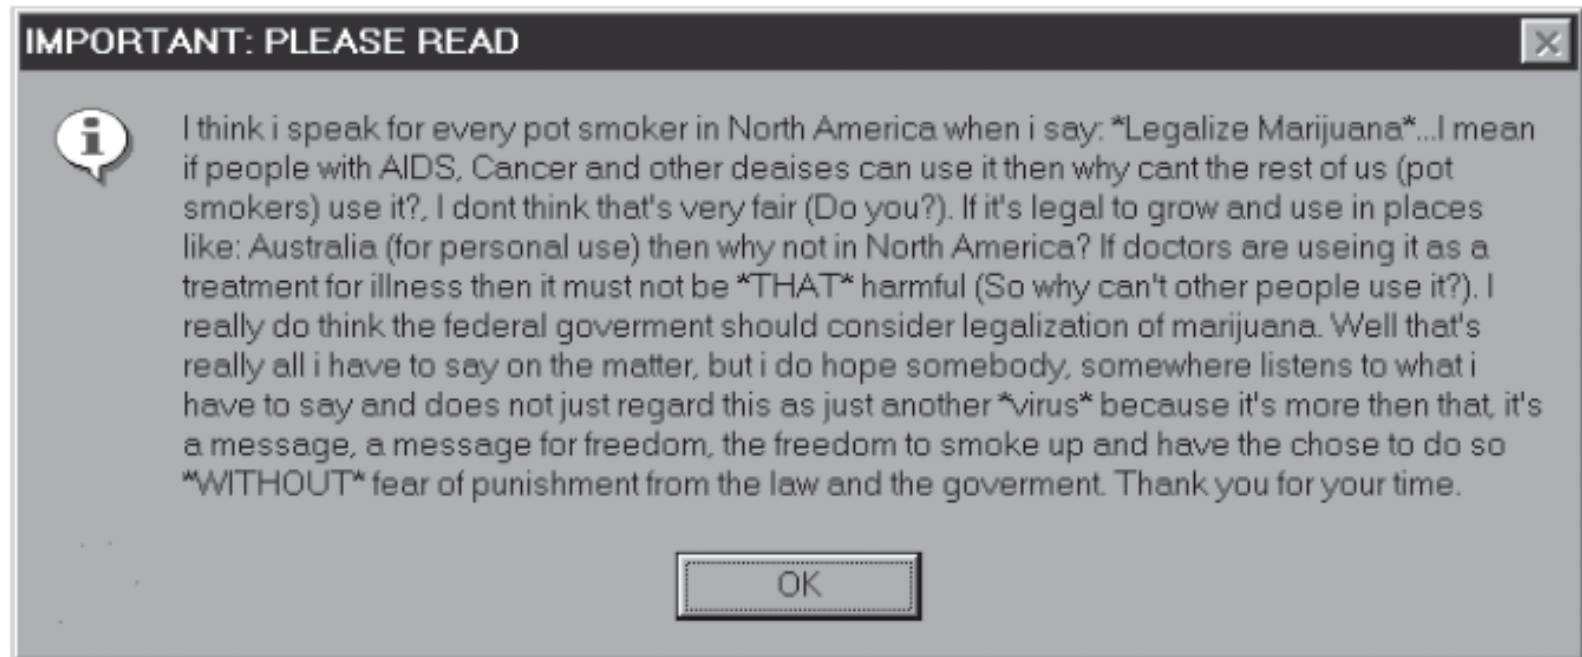 IMPORTANT: PLEASE READ
I think i speak for every pot smoker in North America when i say: *Legalize Marijuana*...I mean
if people with AIDS, Cancer and other deaises can use it then why cant the rest of us (pot
smokers) use it?, I dont think that's very fair (Do you?). If it's legal to grow and use in places
like: Australia (for personal use) then why not in North America? If doctors are useing it as a
treatment for illness then it must not be *THAT* harmful (So why can't other people use it?). I
really do think the federal goverment should consider legalization of marijuana. Well that's
really all i have to say on the matter, but i do hope somebody, somewhere listens to what i
have to say and does not just regard this as just another *virus* because it's more then that, it's
a message, a message for freedom, the freedom to smoke up and have the chose to do so
*WITHOUT* fear of punishment from the law and the goverment. Thank you for your time.
OK